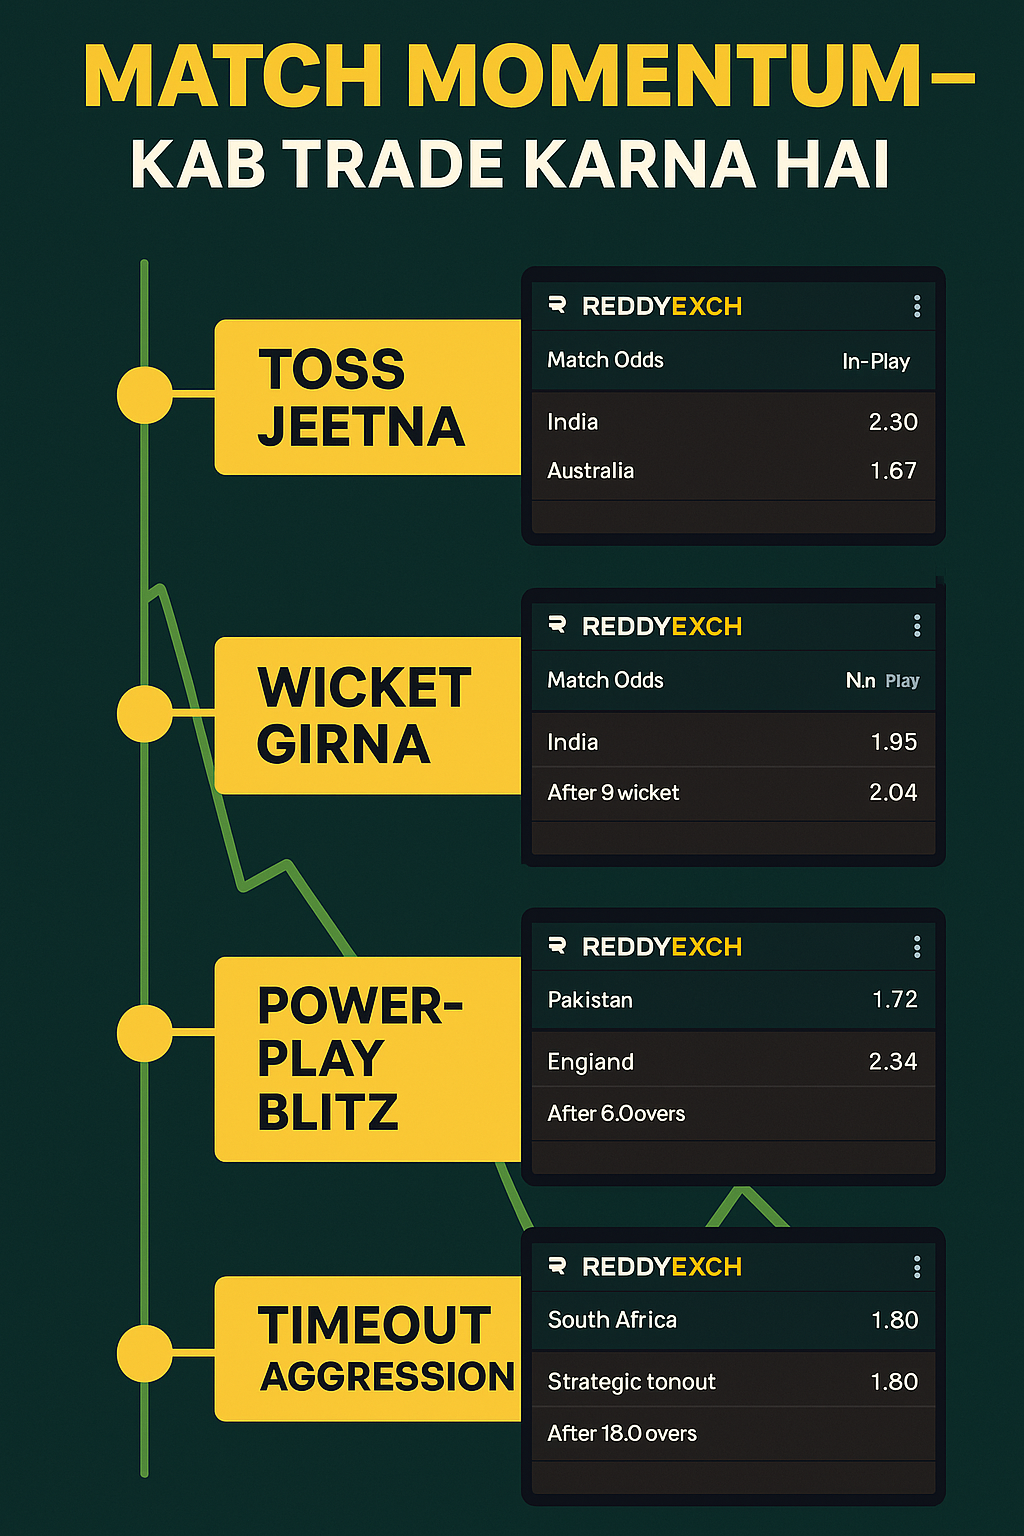 MATCH MOMENTUM–
KAB TRADE KARNA HAI
TOSS
JEETNA
REDDYEXCH
Match Odds In-Play
India 2.30
Australia 1.67
WICKET
GIRNA
REDDYEXCH
Match Odds N.n Play
India 1.95
After 9 wicket 2.04
POWER-
PLAY
BLITZ
REDDYEXCH
Pakistan 1.72
Engiand 2.34
After 6.0overs
TIMEOUT
AGGRESSION
REDDYEXCH
South Africa 1.80
Strategic tonout 1.80
After 18.0 overs